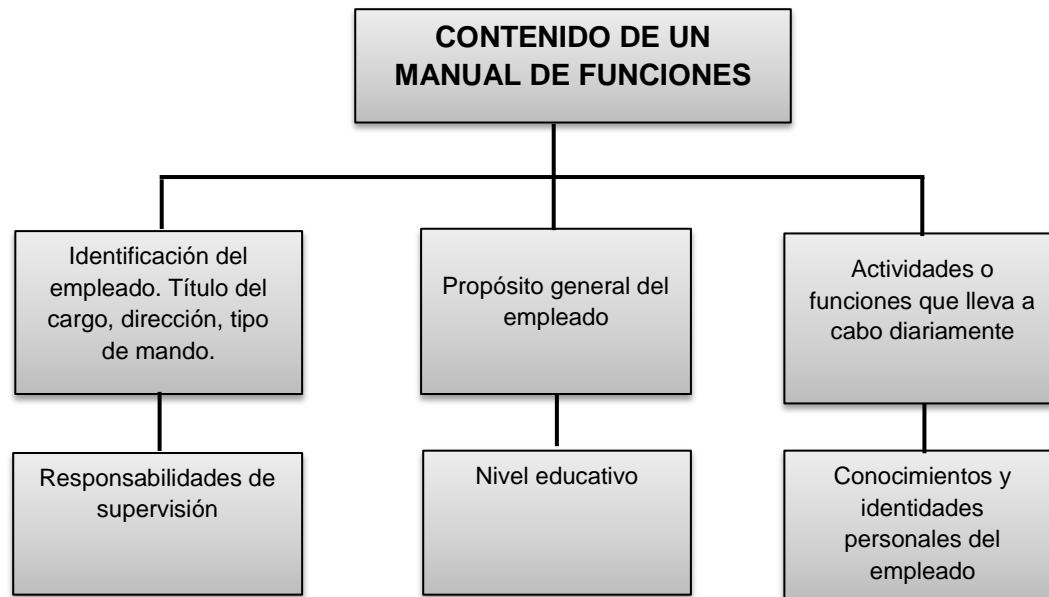 CONTENIDO DE UN
MANUAL DE FUNCIONES
Identificación del
empleado. Título del
cargo, dirección, tipo
de mando.
Propósito general del
empleado
Actividades o
funciones que lleva a
cabo diariamente
Responsabilidades de
supervisión
Nivel educativo
Conocimientos y
identidades
personales del
empleado